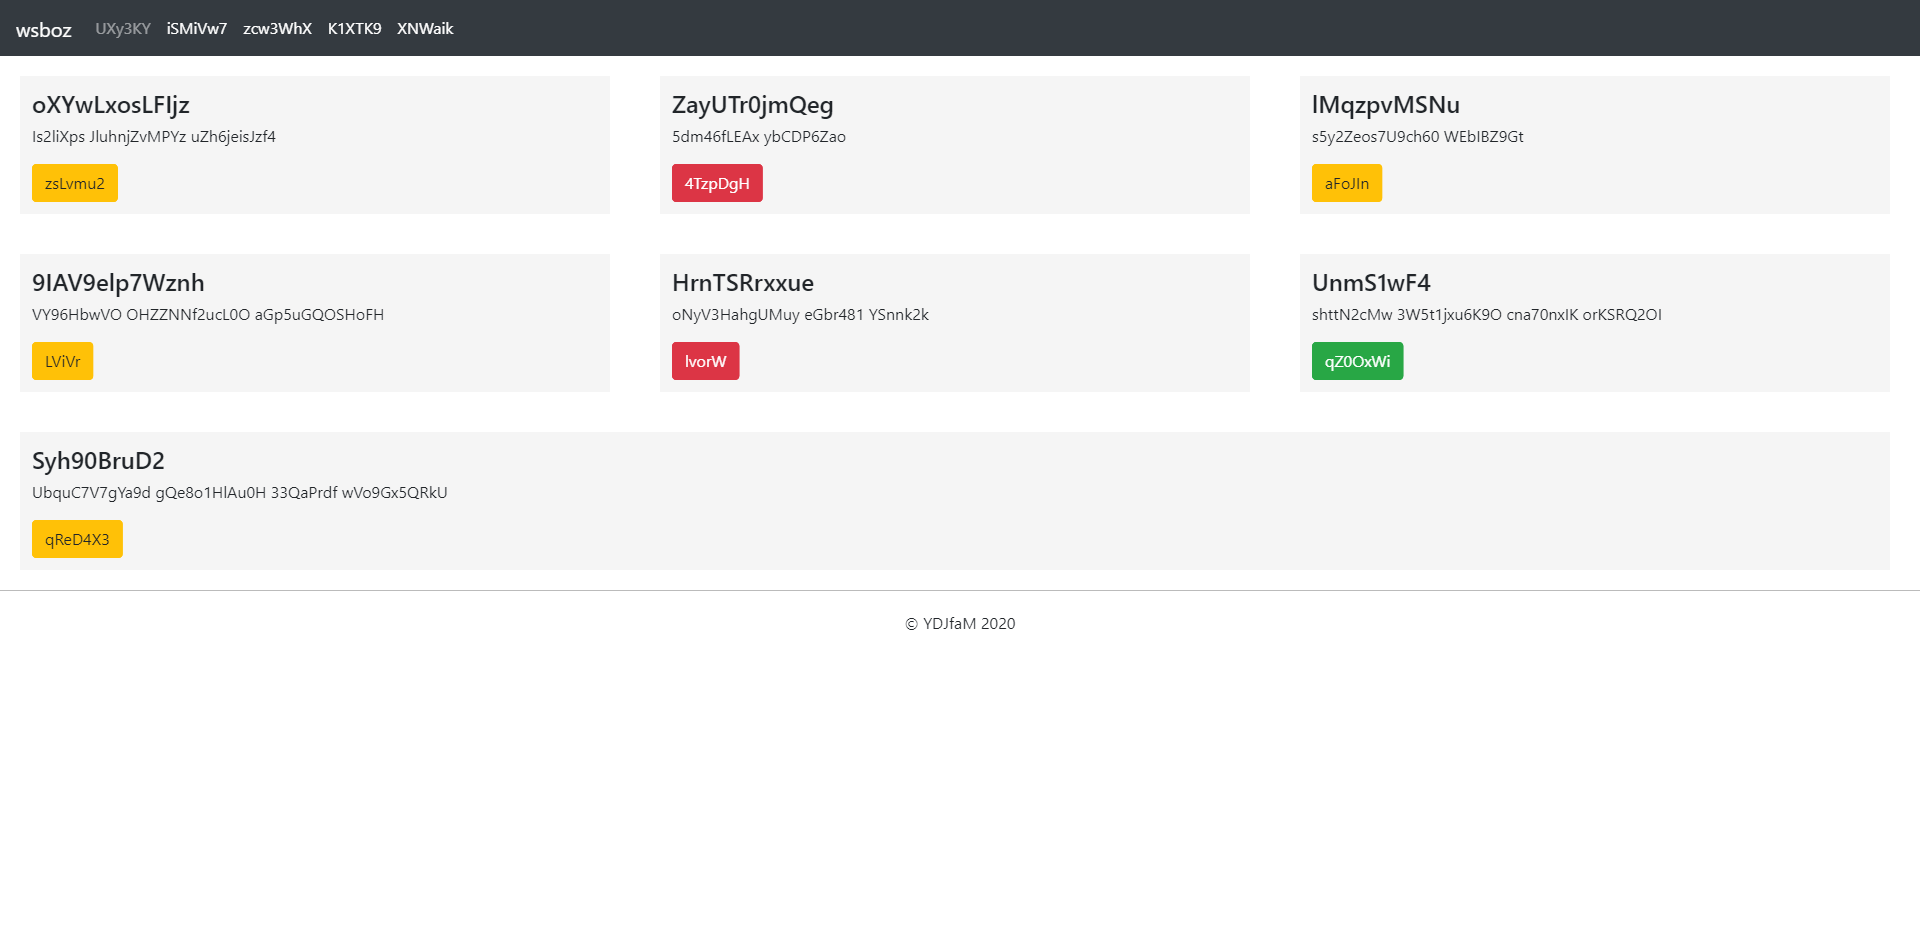 wsboz UXy3KY iSMiVw7 zcw3WhX K1XTK9 XNWaik
oXYwLxosLFIjz
Is2liXps JluhnjZvMPYz uZh6jeisJzf4
zsLvmu2
ZayUTr0jmQeg
5dm46fLEAx ybCDP6Zao
4TzpDgH
lMqzpvMSNu
s5y2Zeos7U9ch60 WEbIBZ9Gt
aFoJIn
9IAV9elp7Wznh
VY96HbwVO OHZZNNf2ucL0O aGp5uGQOSHoFH
LViVr
HrnTSRrxxue
oNyV3HahgUMuy eGbr481 YSnnk2k
lvorW
UnmS1wF4
shttN2cMw 3W5t1jxu6K9O cna70nxIK orKSRQ2OI
qZ0OxWi
Syh90BruD2
UbquC7V7gYa9d gQe8o1HlAu0H 33QaPrdf wVo9Gx5QRkU
qReD4X3
© YDJfaM 2020